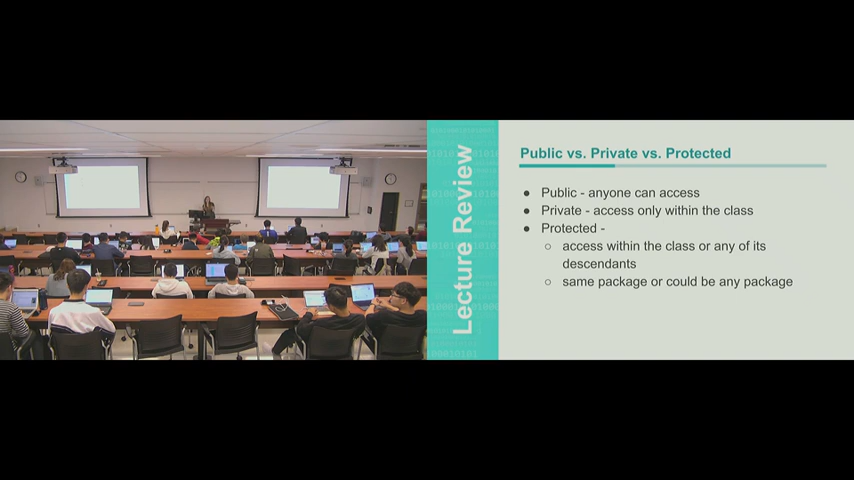 Lecture Review
Public vs. Private vs. Protected
● Public - anyone can access
● Private - access only within the class
● Protected -
○ access within the class or any of its
descendants
○ same package or could be any package